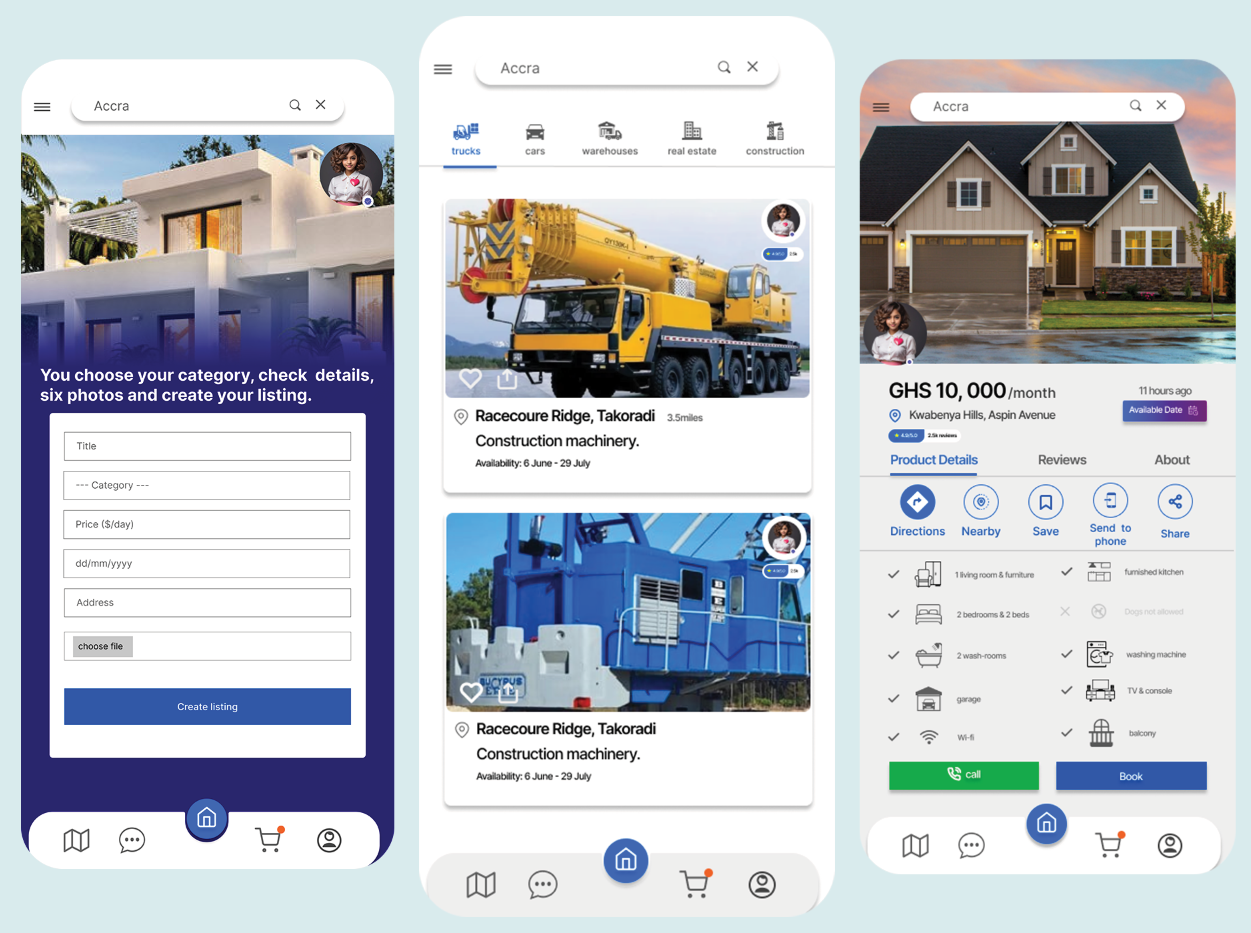 Accra
You choose your category, check details,
six photos and create your listing.
Title
--- Category ---
Price ($/day)
dd/mm/yyyy
Address
choose file
Create listing
Accra
trucks
cars
warehouses
real estate
construction
QY130K-I
Racecoure Ridge, Takoradi 3.5miles
Construction machinery.
Availability: 6 June - 29 July
BUCYRUS
ERIE
Racecoure Ridge, Takoradi
Construction machinery.
Availability: 6 June - 29 July
Accra
GHS 10, 000/month
11 hours ago
Kwabenya Hills, Aspin Avenue
Available Date
4.9/5.0 2.5k reviews
Product Details
Reviews
About
Directions
Nearby
Save
Send to
phone
Share
1 living room & furniture
furnished kitchen
2 bedrooms & 2 beds
Dogs not allowed
2 wash-rooms
washing machine
garage
TV & console
Wi-fi
balcony
call
Book